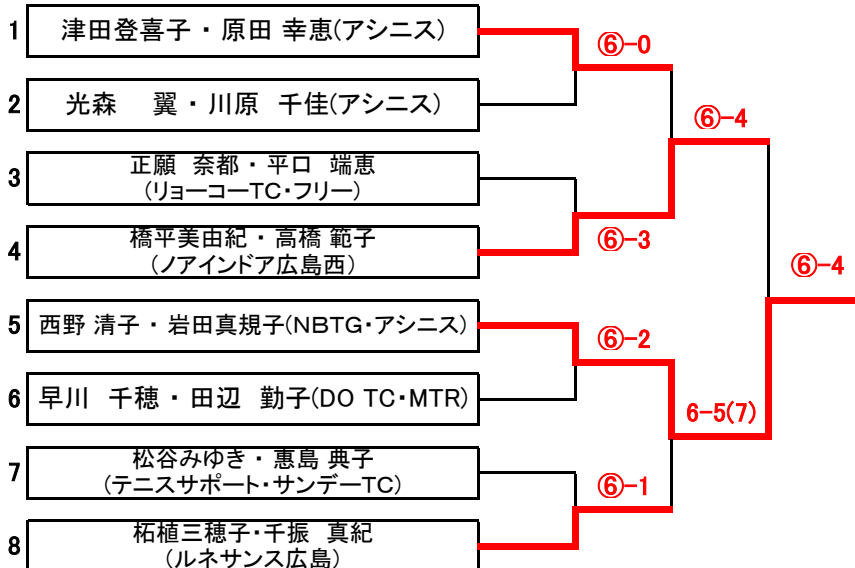 1 津田登喜子・原田 幸恵(アシニス)
⑥-0
2 光森 翼・川原 千佳(アシニス)
⑥-4
3 正願 奈都・平口 端恵
(リョーコーTC・フリー)
⑥-3
4 橋平美由紀・高橋 範子
(ノアインドア広島西)
⑥-4
5 西野 清子・岩田真規子(NBTG・アシニス)
⑥-2
6 早川 千穂・田辺 勤子(DO TC・MTR)
6-5(7)
7 松谷みゆき・惠島 典子
(テニスサポート・サンデーTC)
⑥-1
8 柘植三穂子・千振 真紀
(ルネサンス広島)